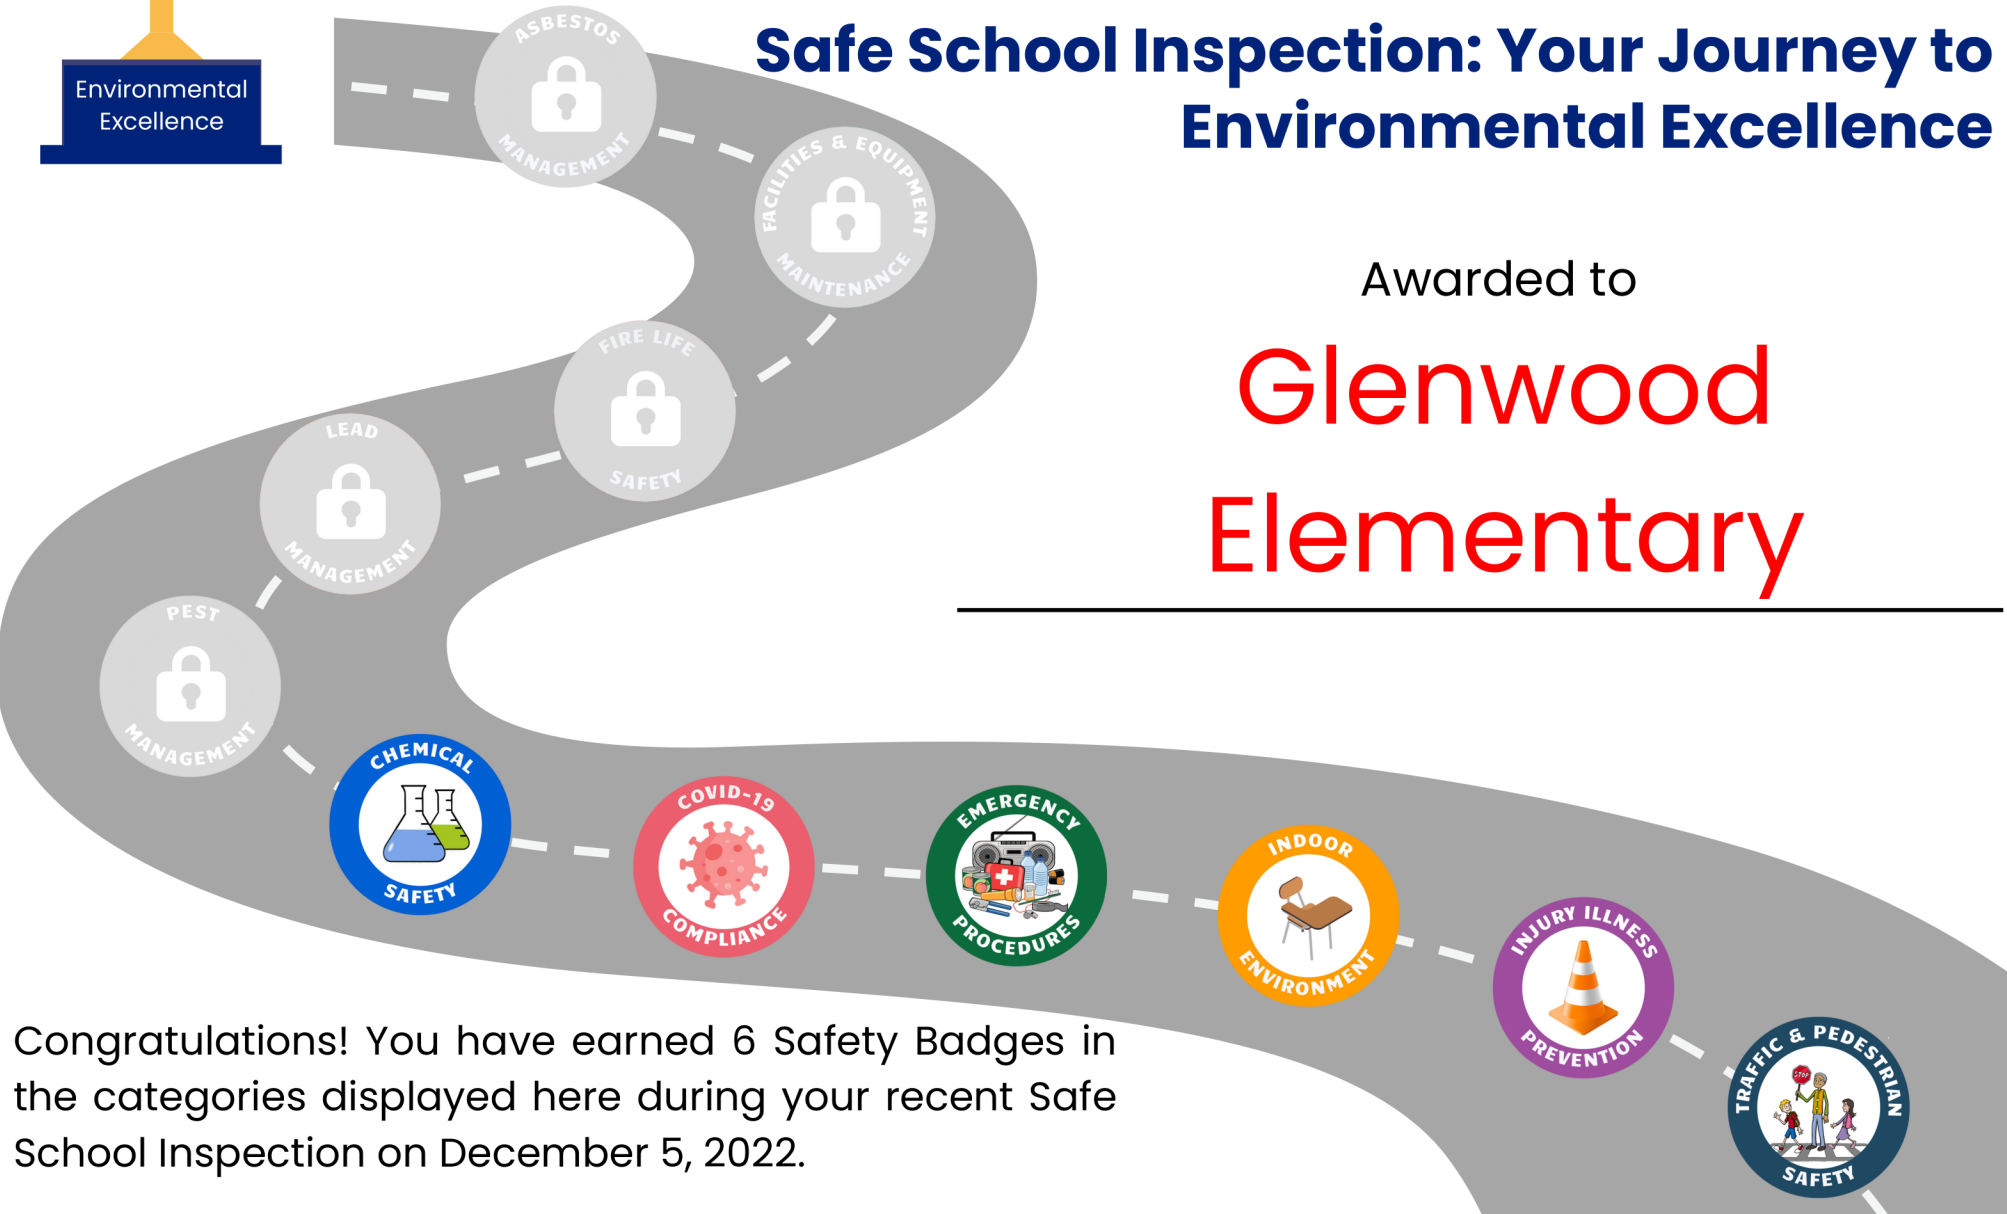 Environmental
Excellence
Safe School Inspection: Your Journey to
Environmental Excellence
Awarded to
Glenwood
Elementary
ASBESTOS
MANAGEMENT
FACILITIES & EQUIPMENT
MAINTENANCE
FIRE LIFE
SAFETY
LEAD
MANAGEMENT
PEST
MANAGEMENT
CHEMICAL
SAFETY
COVID-19
COMPLIANCE
EMERGENCY
PROCEDURES
INDOOR
ENVIRONMENT
INJURY ILLNESS
PREVENTION
TRAFFIC & PEDESTRIAN
STOP
SAFETY
Congratulations! You have earned 6 Safety Badges in
the categories displayed here during your recent Safe
School Inspection on December 5, 2022.